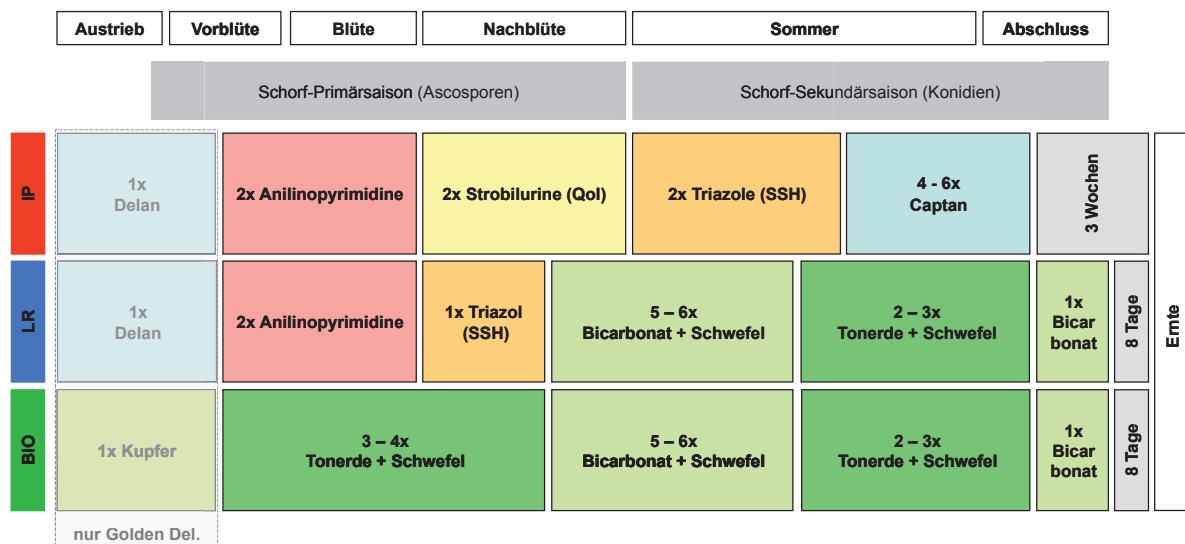 Austrieb
Vorblüte
Blüte
Nachblüte
Sommer
Abschluss
Schorf-Primärsaison (Ascosporen)
Schorf-Sekundärsaison (Konidien)
IP
1x
Delan
2x Anilinopyrimidine
2x Strobilurine (QoI)
2x Triazole (SSH)
4 - 6x
Captan
3 Wochen
LR
1x
Delan
2x Anilinopyrimidine
1x Triazol
(SSH)
5 – 6x
Bicarbonat + Schwefel
2 – 3x
Tonerde + Schwefel
1x
Bicar
bonat
8 Tage
Ernte
BIO
1x Kupfer
3 – 4x
Tonerde + Schwefel
5 – 6x
Bicarbonat + Schwefel
2 – 3x
Tonerde + Schwefel
1x
Bicar
bonat
8 Tage
nur Golden Del.